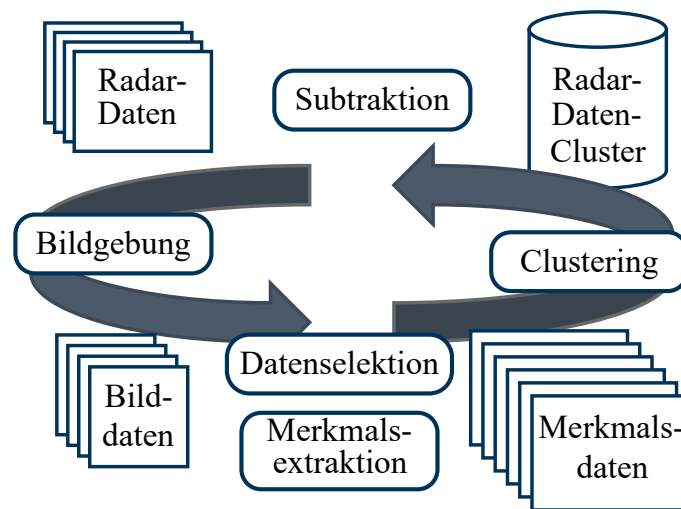 Radar-
Daten
Subtraktion
Radar-
Daten-
Cluster
Bildgebung
Clustering
Datenselektion
Bild-
daten
Merkmals-
extraktion
Merkmals-
daten